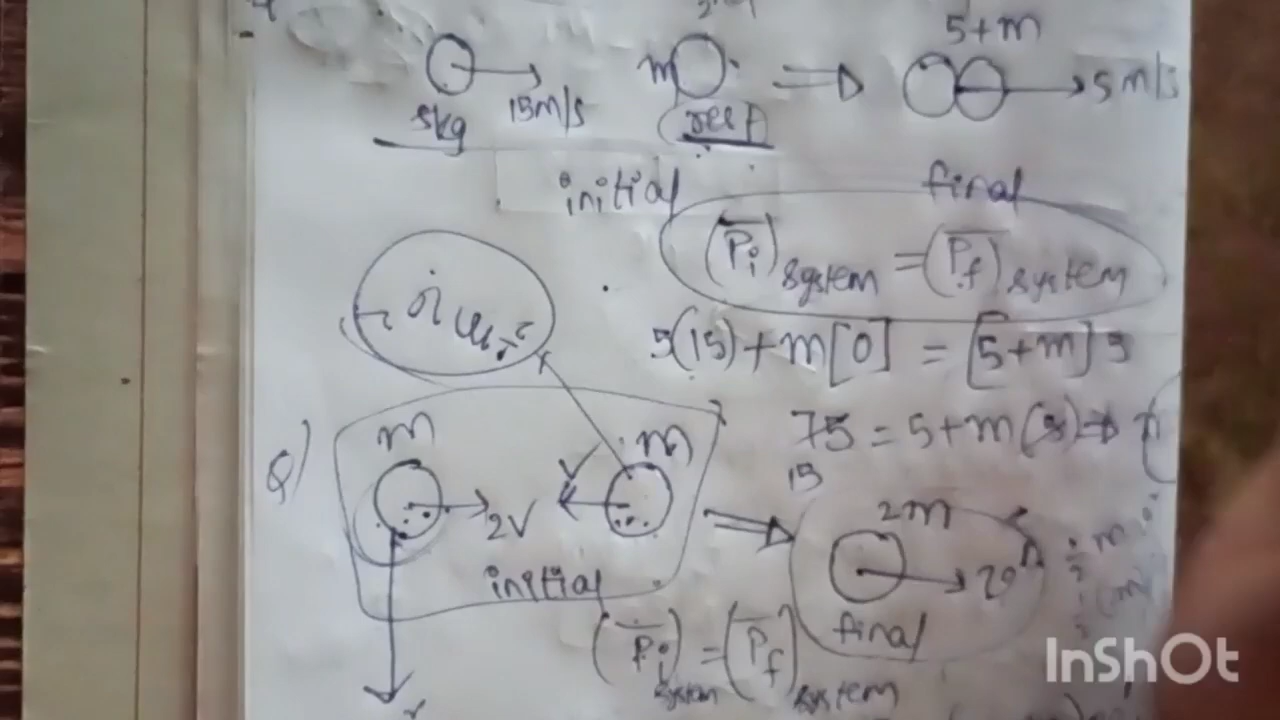 5+m
m
5kg
15m/s
rest
5 m/s
initial
final
(Pi) system = (Pf) system
5(15)+m[0] = [5+m]5
75 = 5+m(5) ⇒
15
Q)
m
m
V
2V
2m
initial
final
(Pi) system = (Pf) system
InShOt